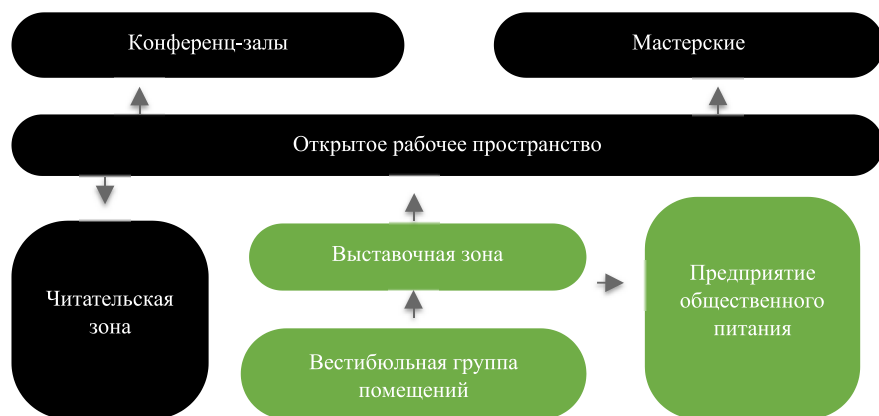 Конференц-залы
Мастерские
Открытое рабочее пространство
Читательская
зона
Выставочная зона
Вестибюльная группа
помещений
Предприятие
общественного
питания